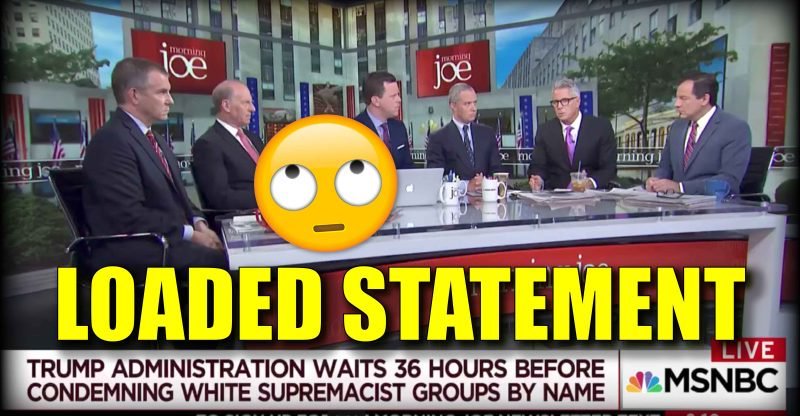 morning
joe
morning
joe
LOADED STATEMENT
LIVE
TRUMP ADMINISTRATION WAITS 36 HOURS BEFORE
CONDEMNING WHITE SUPREMACIST GROUPS BY NAME
MSNBC